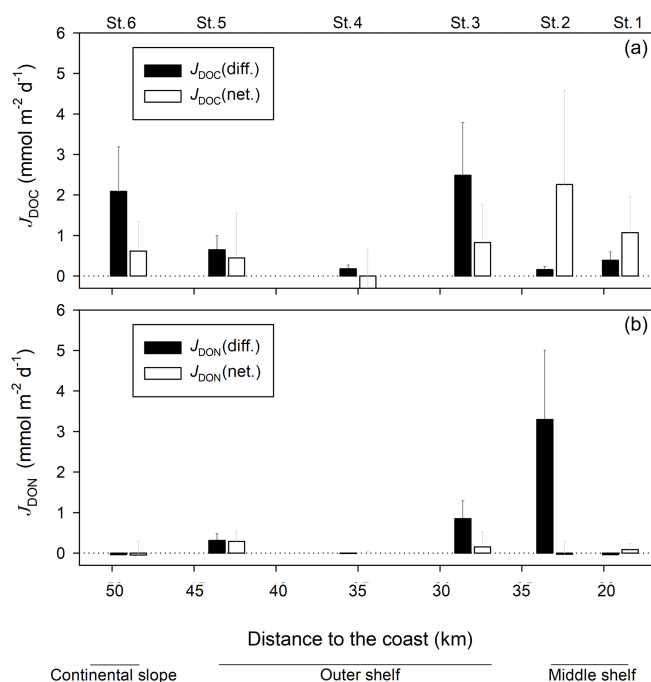 St.6 St.5 St.4 St.3 St.2 St.1
(a)
J_DOC(diff.)
J_DOC(net.)
J_DOC (mmol m⁻² d⁻¹)
6
5
4
3
2
1
0
(b)
J_DON(diff.)
J_DON(net.)
J_DON (mmol m⁻² d⁻¹)
6
5
4
3
2
1
0
50 45 40 35 30 35 20
Distance to the coast (km)
Continental slope Outer shelf Middle shelf